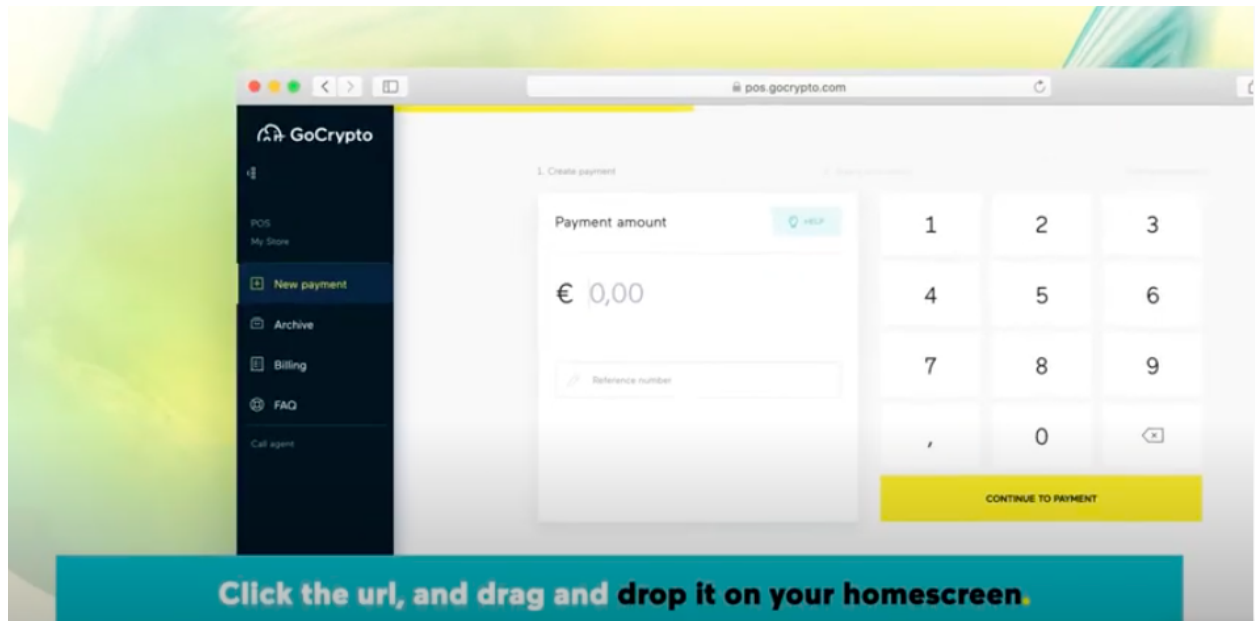 pos.gocrypto.com
GoCrypto
POS
My Store
New payment
Archive
Billing
FAQ
Call agent
1. Create payment
Payment amount
HELP
€ 0,00
Reference number
1 2 3
4 5 6
7 8 9
, 0
CONTINUE TO PAYMENT
Click the url, and drag and drop it on your homescreen.